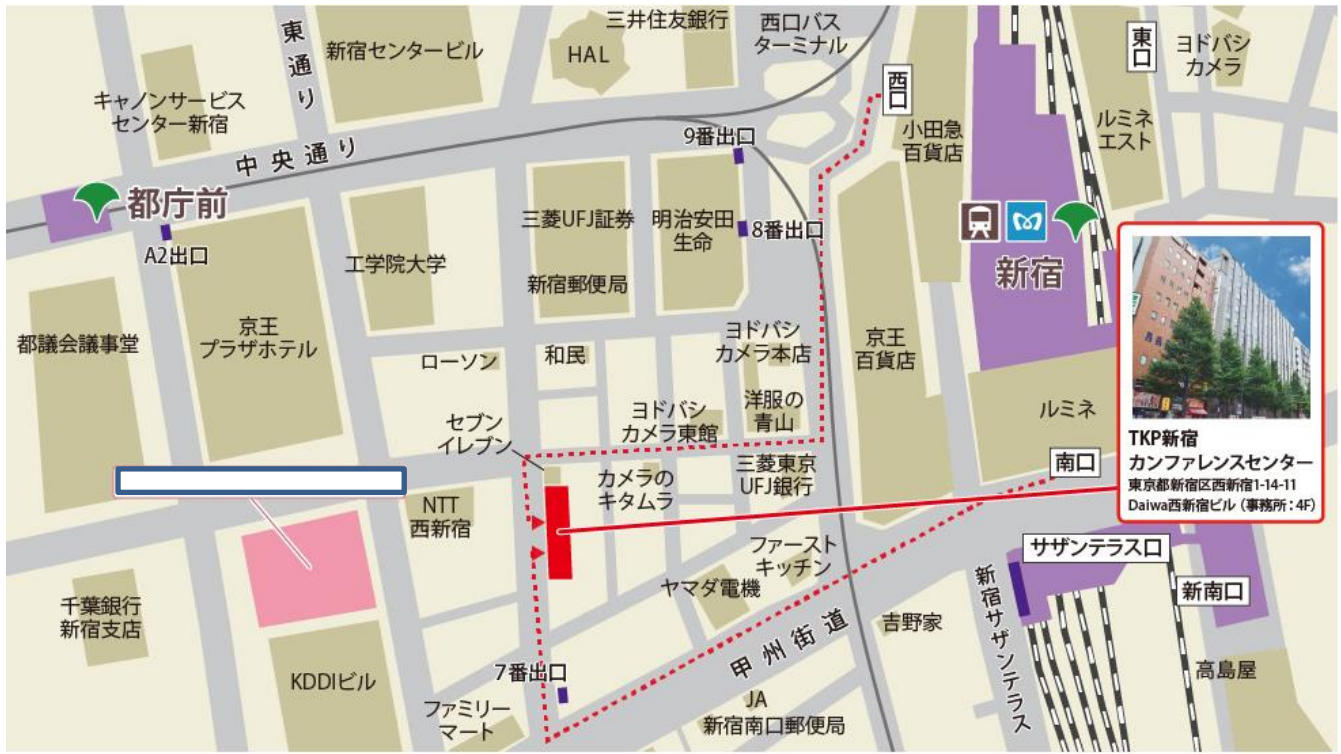 三井住友銀行
西口バス
ターミナル
東通り
新宿センタービル
HAL
東口
ヨドバシ
カメラ
西口
キャノンサービス
センター新宿
小田急
百貨店
ルミネ
エスト
中央通り
9番出口
都庁前
A2出口
三菱UFJ証券
明治安田
生命
8番出口
工学院大学
新宿郵便局
新宿
都議会議事堂
京王
プラザホテル
ローソン
和民
ヨドバシ
カメラ本店
京王
百貨店
セブン
イレブン
ヨドバシ
カメラ東館
洋服の
青山
ルミネ
TKP新宿
カンファレンスセンター
東京都新宿区西新宿1-14-11
Daiwa西新宿ビル(事務所:4F)
南口
カメラの
キタムラ
三菱東京
UFJ銀行
NTT
西新宿
ファースト
キッチン
サザンテラス口
新宿サザンテラス
新南口
千葉銀行
新宿支店
ヤマダ電機
吉野家
甲州街道
KDDIビル
7番出口
高島屋
ファミリー
マート
JA
新宿南口郵便局